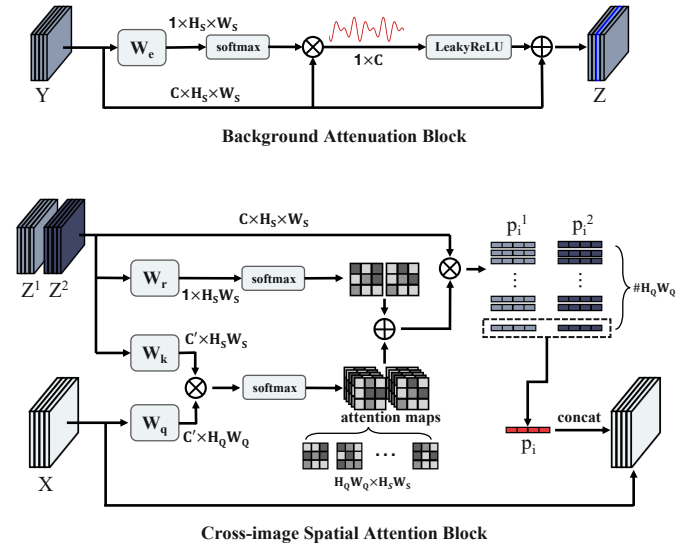 1×H_S×W_S
W_e
softmax
1×C
LeakyReLU
Y
C×H_S×W_S
Z
Background Attenuation Block
C×H_S×W_S
Z^1 Z^2
W_r
softmax
1×H_SW_S
p_i^1 p_i^2
#H_QW_Q
W_k
C′×H_SW_S
softmax
attention maps
W_q
C′×H_QW_Q
X
H_QW_Q×H_SW_S
p_i
concat
Cross-image Spatial Attention Block